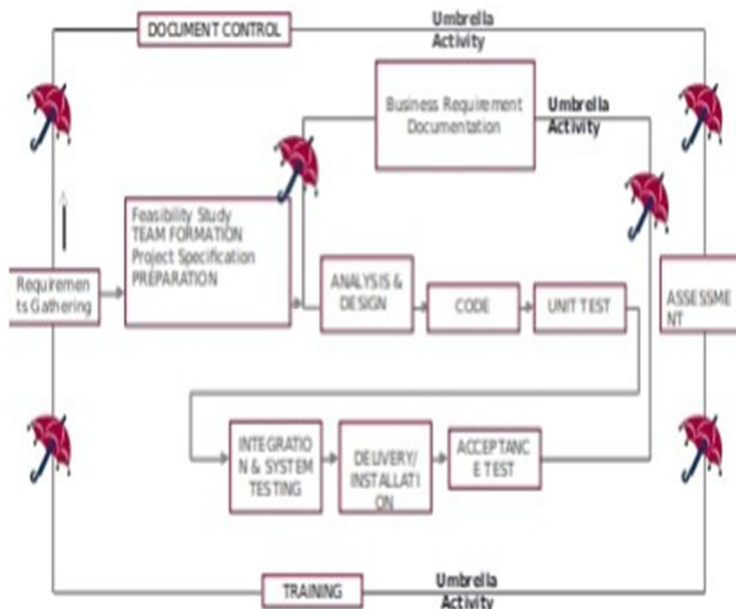 DOCUMENT CONTROL
Umbrella
Activity
Business Requirement
Documentation
Umbrella
Activity
Feasibility Study
TEAM FORMATION
Project Specification
PREPARATION
Requiremen
ts Gathering
ANALYSIS &
DESIGN
CODE
UNIT TEST
ASSESSME
NT
INTEGRATIO
N & SYSTEM
TESTING
DELIVERY/
INSTALLATI
ON
ACCEPTANC
E TEST
TRAINING
Umbrella
Activity